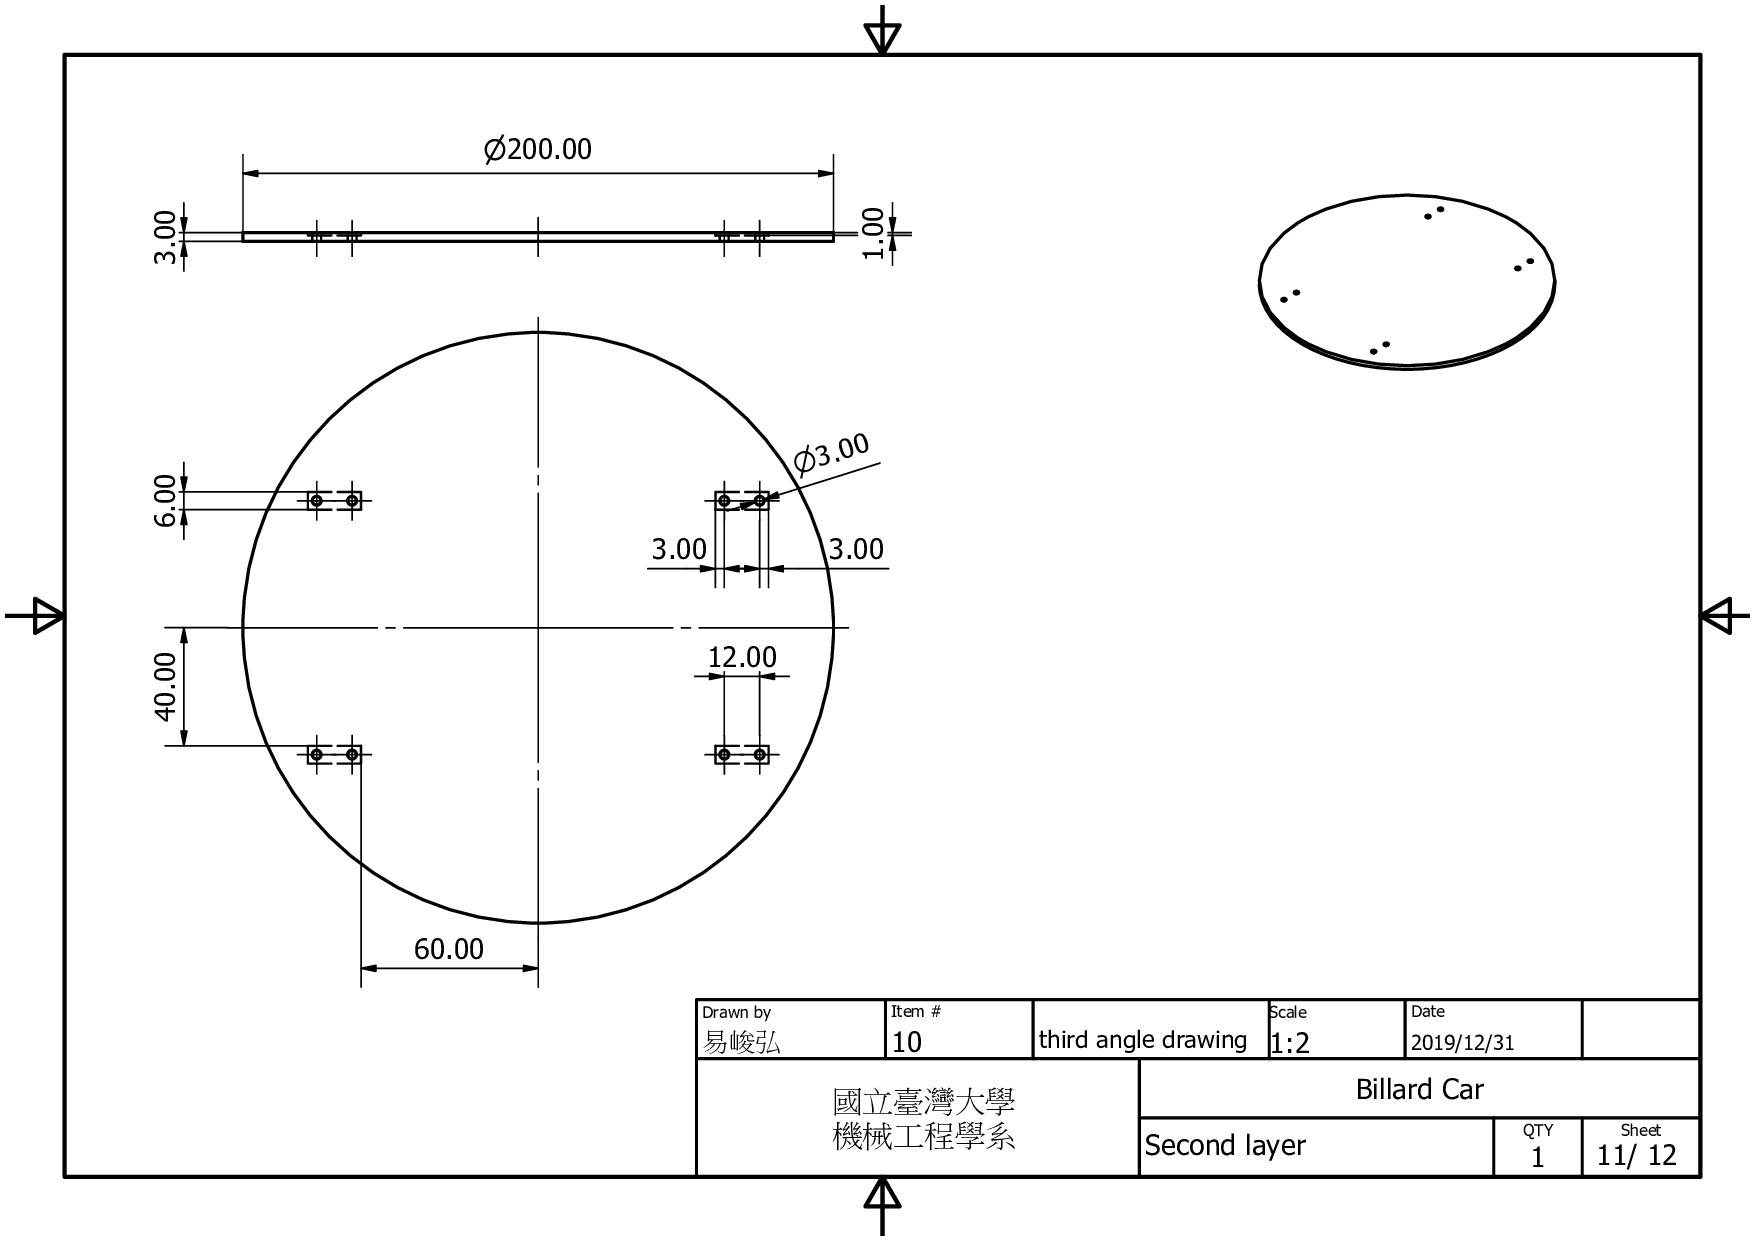 ⌀200.00
3.00
1.00
⌀3.00
6.00
3.00
3.00
12.00
40.00
60.00
Drawn by
易峻弘
Item #
10
third angle drawing
Scale
1:2
Date
2019/12/31
國立臺灣大學
機械工程學系
Billard Car
Second layer
QTY
1
Sheet
11/ 12